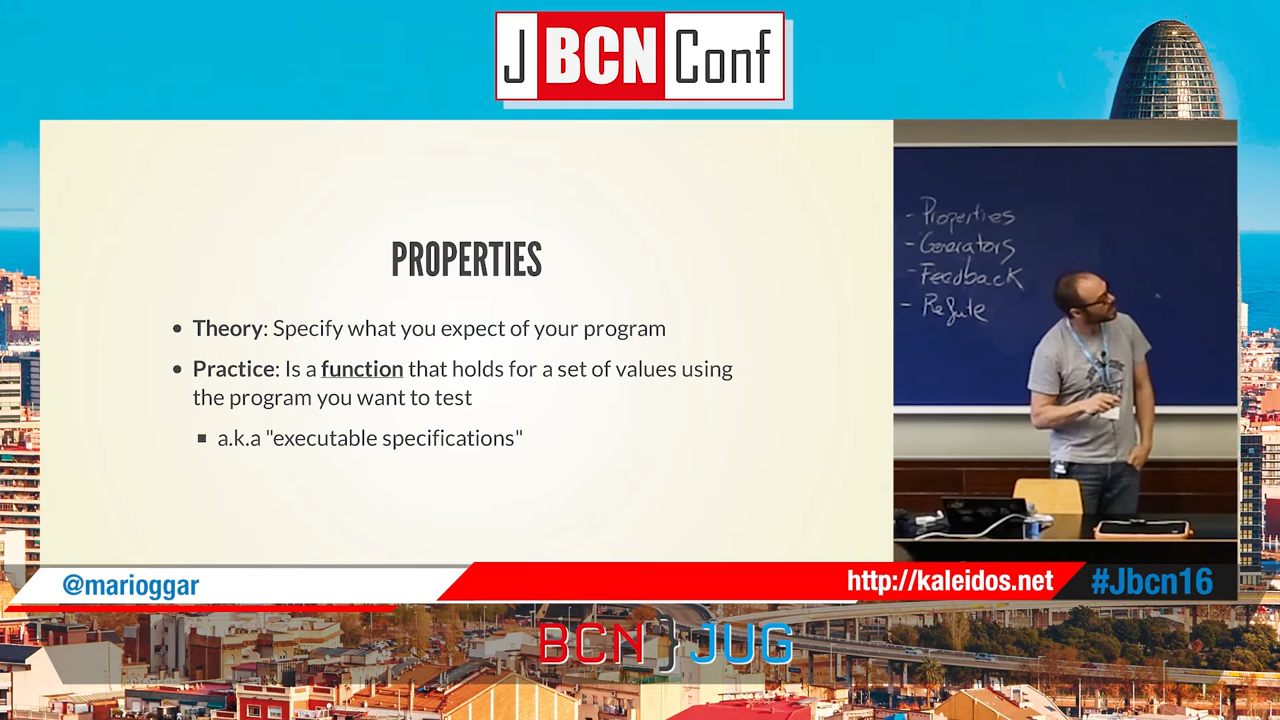 J BCN Conf
PROPERTIES
• Theory: Specify what you expect of your program
• Practice: Is a function that holds for a set of values using
the program you want to test
▪ a.k.a "executable specifications"
- Properties
- Generators
- Feedback
- Refute
@marioggar
http://kaleidos.net
#Jbcn16
BCN JUG